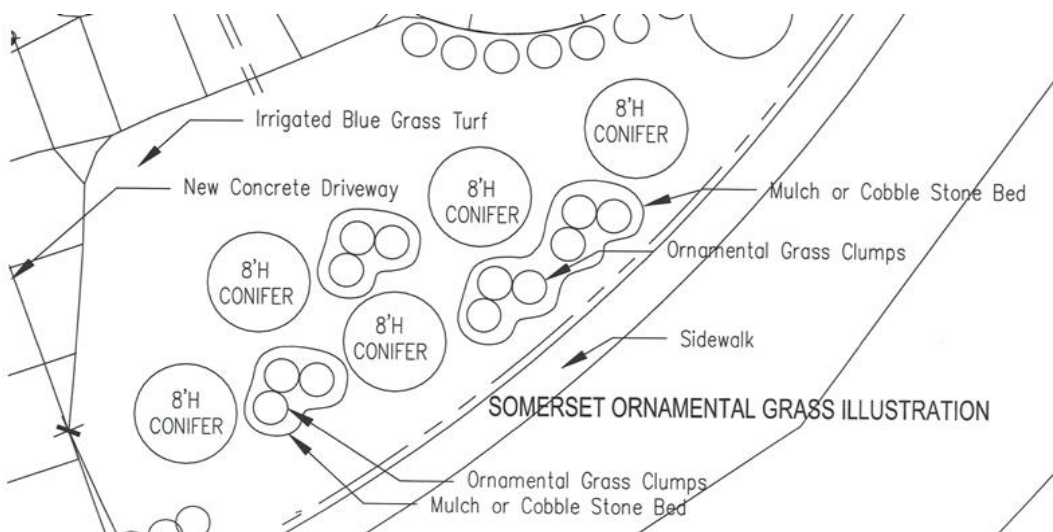 8'H
CONIFER
Irrigated Blue Grass Turf
8'H
CONIFER
New Concrete Driveway
Mulch or Cobble Stone Bed
Ornamental Grass Clumps
8'H
CONIFER
8'H
CONIFER
Sidewalk
8'H
CONIFER
SOMERSET ORNAMENTAL GRASS ILLUSTRATION
Ornamental Grass Clumps
Mulch or Cobble Stone Bed